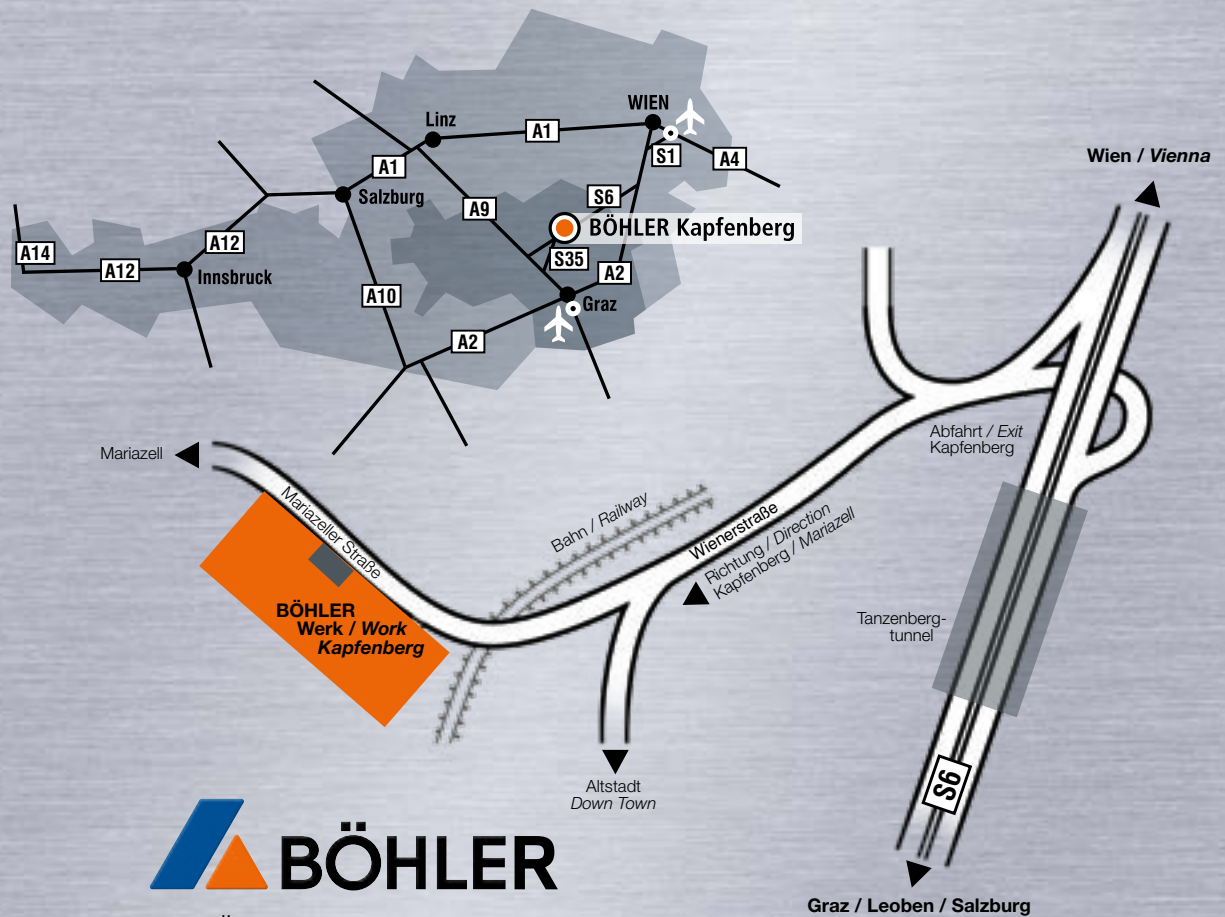 WIEN
Linz
A1
S1
A4
A1
Wien / Vienna
Salzburg
S6
A9
BÖHLER Kapfenberg
A14
A12
A12
S35
A2
Innsbruck
A10
Graz
A2
Abfahrt / Exit
Kapfenberg
Mariazell
Mariazeller Straße
Bahn / Railway
Wienerstraße
Richtung / Direction
Kapfenberg / Mariazell
BÖHLER
Werk / Work
Kapfenberg
Tanzenberg-
tunnel
S6
Altstadt
Down Town
BÖHLER
Graz / Leoben / Salzburg